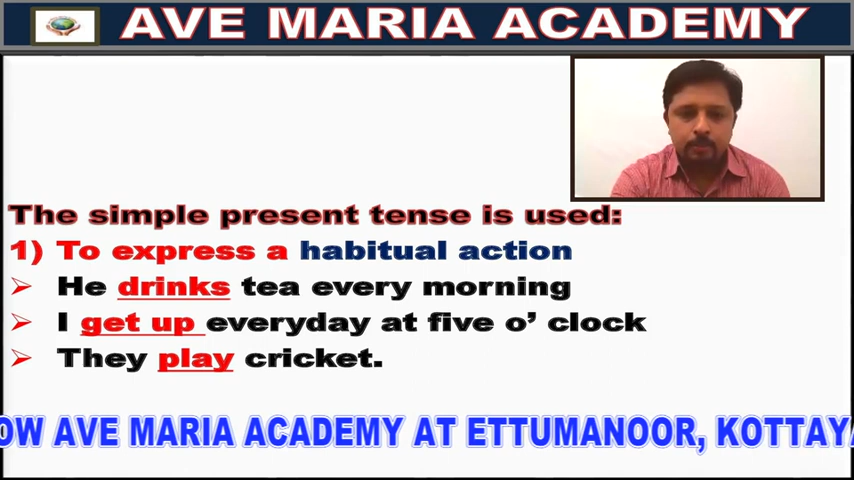 AVE MARIA ACADEMY
The simple present tense is used:
1) To express a habitual action
➢ He drinks tea every morning
➢ I get up everyday at five o’ clock
➢ They play cricket.
OW AVE MARIA ACADEMY AT ETTUMANOOR, KOTTAYA